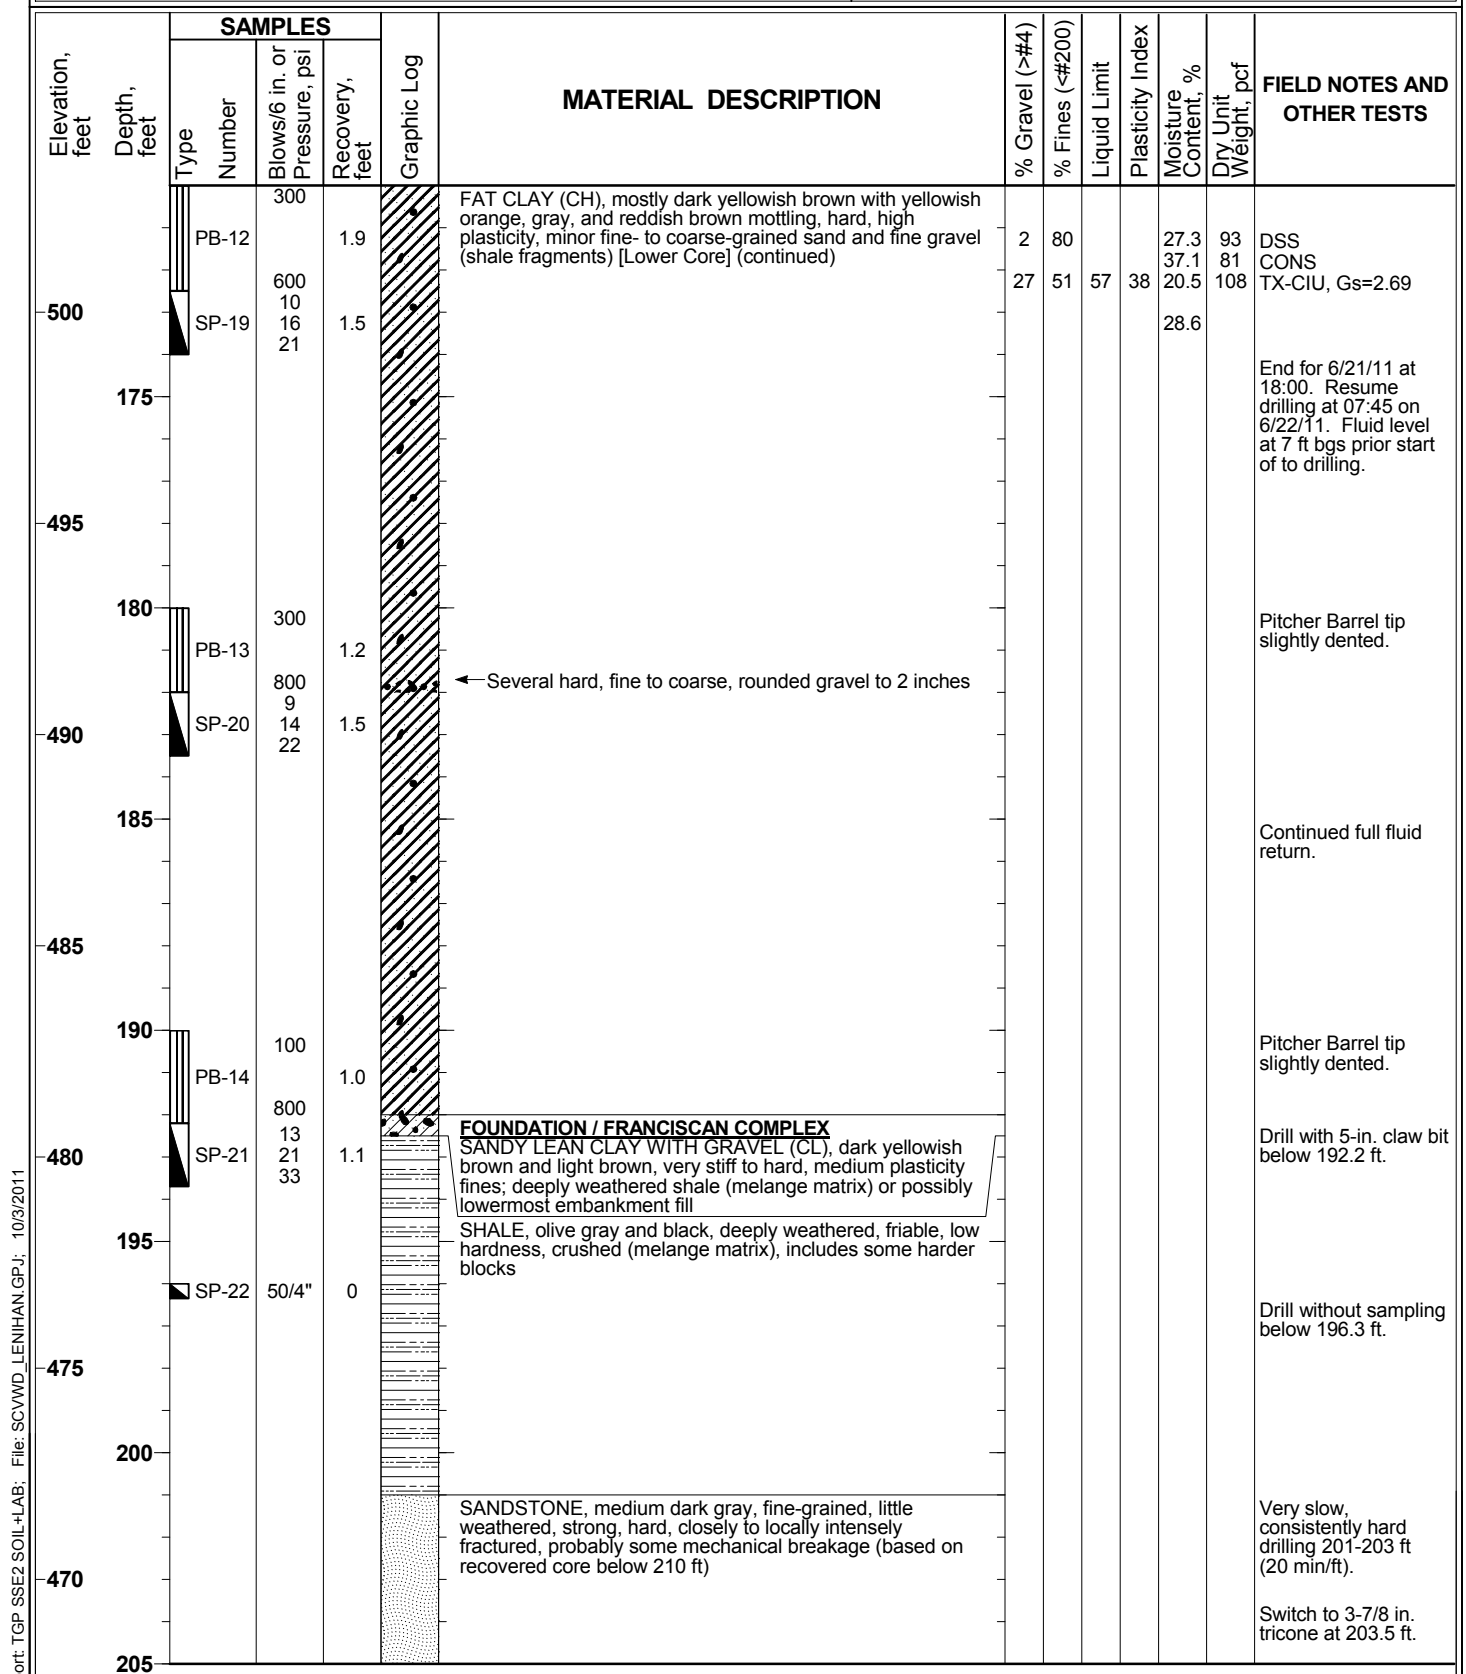 SAMPLES
Elevation, feet
Depth, feet
Type
Number
Blows/6 in. or Pressure, psi
Recovery, feet
Graphic Log
MATERIAL DESCRIPTION
% Gravel (>#4)
% Fines (<#200)
Liquid Limit
Plasticity Index
Moisture Content, %
Dry Unit Weight, pcf
FIELD NOTES AND
OTHER TESTS
300
FAT CLAY (CH), mostly dark yellowish brown with yellowish
orange, gray, and reddish brown mottling, hard, high
plasticity, minor fine- to coarse-grained sand and fine gravel
(shale fragments) [Lower Core] (continued)
PB-12 1.9 2 80 27.3 93 DSS
37.1 81 CONS
600 27 51 57 38 20.5 108 TX-CIU, Gs=2.69
10
500 SP-19 16 1.5 28.6
21
End for 6/21/11 at
18:00. Resume
drilling at 07:45 on
6/22/11. Fluid level
at 7 ft bgs prior start
of to drilling.
175
495
180
300
Pitcher Barrel tip
slightly dented.
PB-13 1.2
800
Several hard, fine to coarse, rounded gravel to 2 inches
9
SP-20 14 1.5
22
490
185
Continued full fluid
return.
485
190
100
Pitcher Barrel tip
slightly dented.
PB-14 1.0
800
FOUNDATION / FRANCISCAN COMPLEX
SANDY LEAN CLAY WITH GRAVEL (CL), dark yellowish
brown and light brown, very stiff to hard, medium plasticity
fines; deeply weathered shale (melange matrix) or possibly
lowermost embankment fill
13
480 SP-21 21 1.1
33
Drill with 5-in. claw bit
below 192.2 ft.
195
SHALE, olive gray and black, deeply weathered, friable, low
hardness, crushed (melange matrix), includes some harder
blocks
SP-22 50/4" 0
Drill without sampling
below 196.3 ft.
475
200
SANDSTONE, medium dark gray, fine-grained, little
weathered, strong, hard, closely to locally intensely
fractured, probably some mechanical breakage (based on
recovered core below 210 ft)
Very slow,
consistently hard
drilling 201-203 ft
(20 min/ft).
470
Switch to 3-7/8 in.
tricone at 203.5 ft.
205
ort: TGP SSE2 SOIL+LAB; File: SCVWD_LENIHAN.GPJ; 10/3/2011